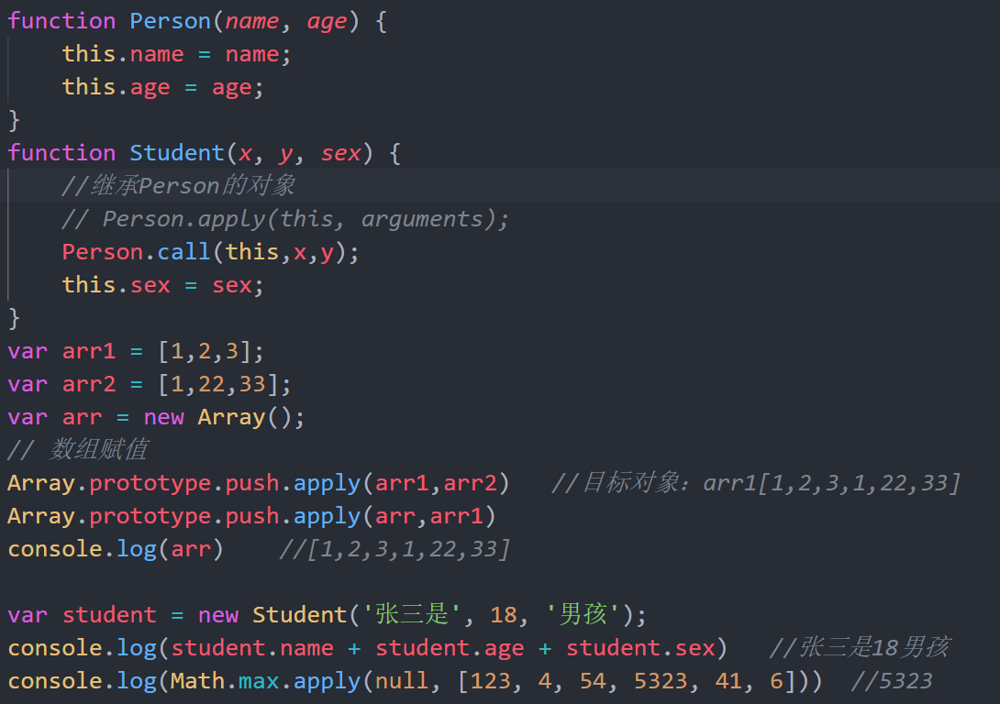 function Person(name, age) {
    this.name = name;
    this.age = age;
}
function Student(x, y, sex) {
    //继承Person的对象
    // Person.apply(this, arguments);
    Person.call(this,x,y);
    this.sex = sex;
}
var arr1 = [1,2,3];
var arr2 = [1,22,33];
var arr = new Array();
// 数组赋值
Array.prototype.push.apply(arr1,arr2)   //目标对象：arr1[1,2,3,1,22,33]
Array.prototype.push.apply(arr,arr1)
console.log(arr)    //[1,2,3,1,22,33]
var student = new Student('张三是', 18, '男孩');
console.log(student.name + student.age + student.sex)   //张三是18男孩
console.log(Math.max.apply(null, [123, 4, 54, 5323, 41, 6]))  //5323